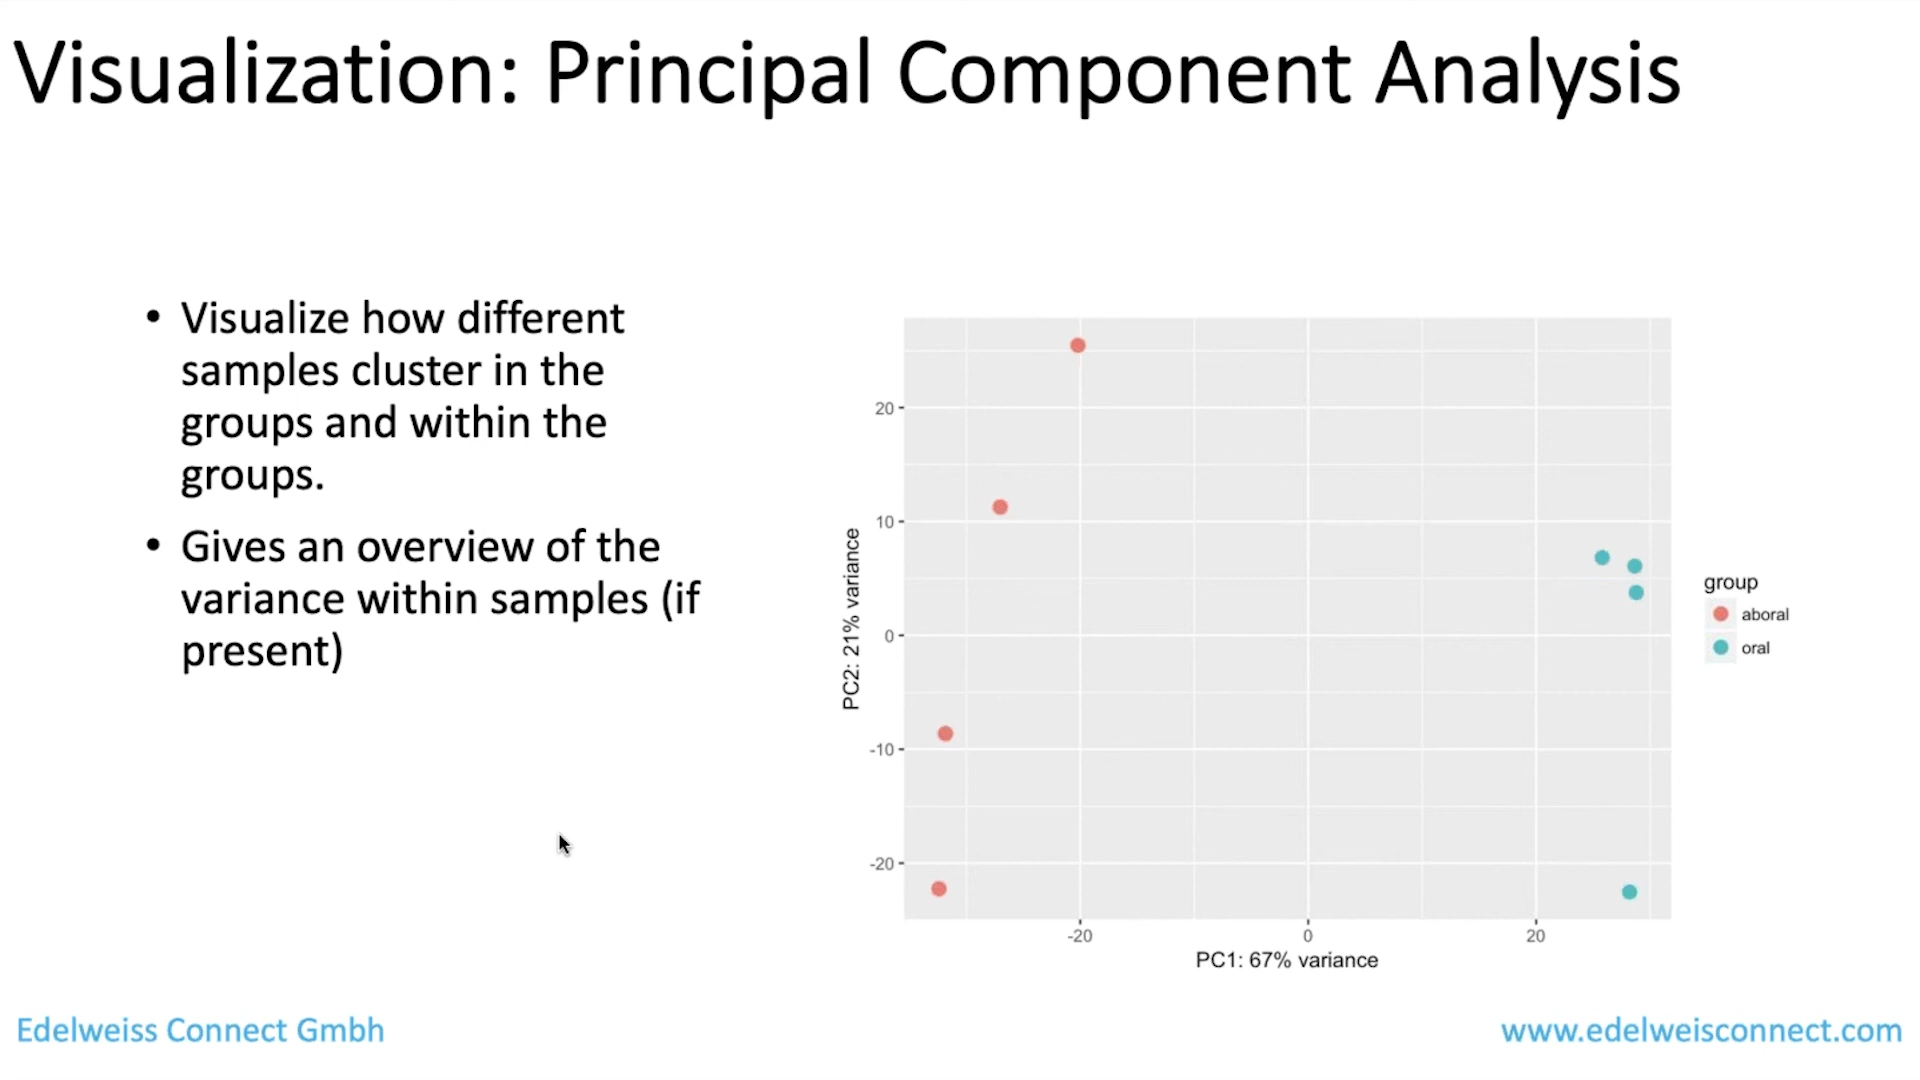 Visualization: Principal Component Analysis
• Visualize how different
samples cluster in the
groups and within the
groups.
• Gives an overview of the
variance within samples (if
present)
PC2: 21% variance
20
10
0
-10
-20
-20
0
20
PC1: 67% variance
group
aboral
oral
Edelweiss Connect Gmbh
www.edelweisconnect.com